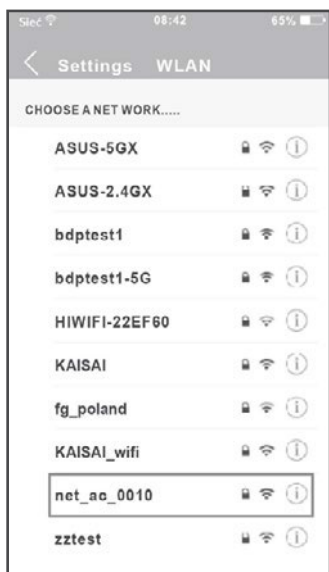 Sieć 08:42 65%
Settings WLAN
CHOOSE A NET WORK.....
ASUS-5GX
ASUS-2.4GX
bdptest1
bdptest1-5G
HIWIFI-22EF60
KAISAI
fg_poland
KAISAI_wifi
net_ac_0010
zztest